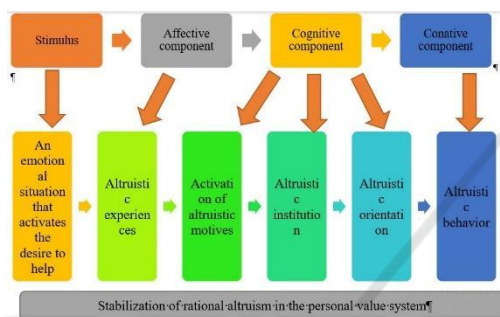 Stimulus
Affective
component
Cognitive
component
Conative
component
¶
¶
An
emotio
nal
situation
that
activates
the
desire to
help
Altruisti
c
experien
ces
Activati
on of
altruistic
motives
Altruisti
c
institutio
n
Altruisti
c
orientati
on
Altruisti
c
behavior
Stabilization·of·rational·altruism·in·the·personal·value·system¶